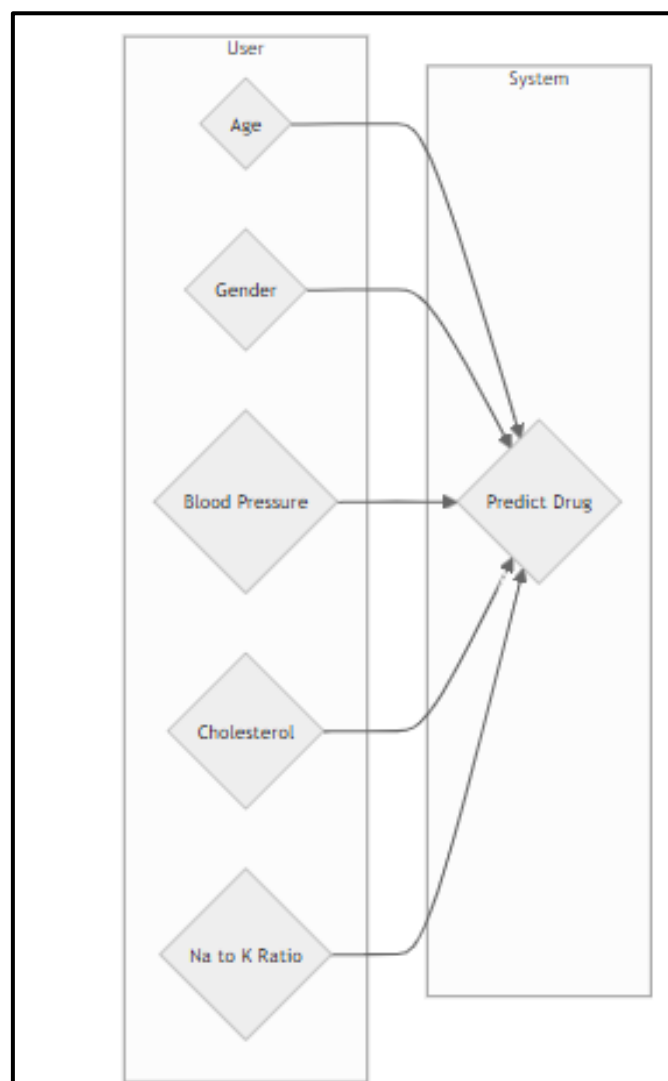 User
System
Age
Gender
Blood Pressure
Predict Drug
Cholesterol
Na to K Ratio